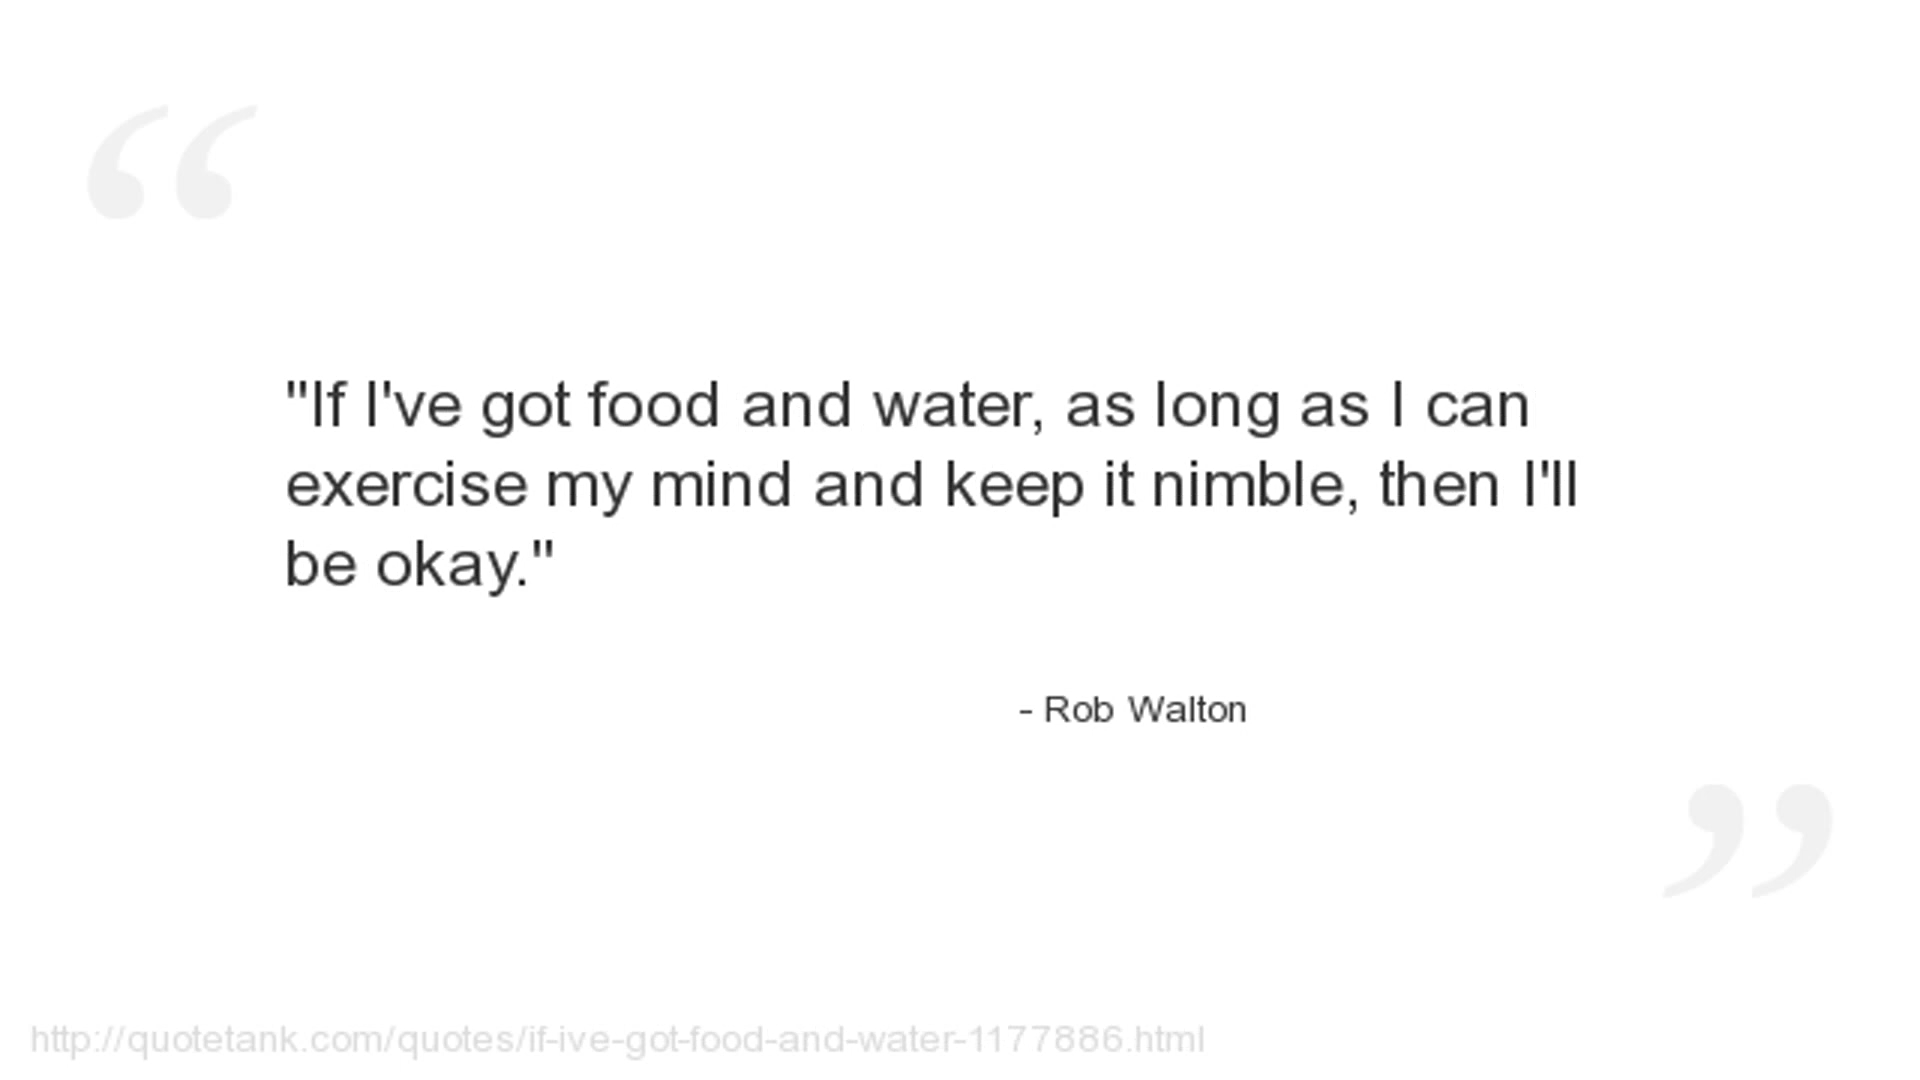 "If I've got food and water, as long as I can
exercise my mind and keep it nimble, then I'll
be okay."
- Rob Walton
http://quotetank.com/quotes/if-ive-got-food-and-water-1177886.html